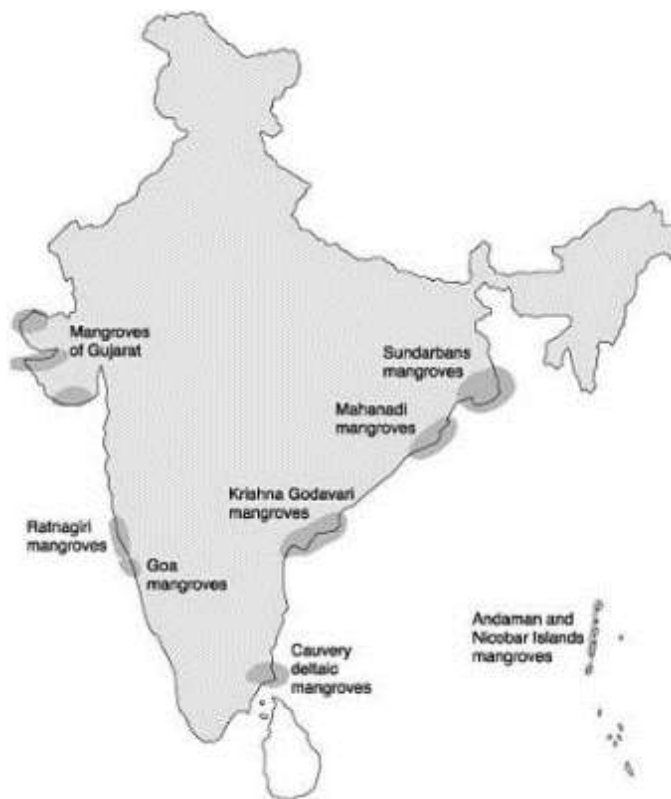 Mangroves
of Gujarat
Sundarbans
mangroves
Mahanadi
mangroves
Krishna Godavari
mangroves
Ratnagiri
mangroves
Goa
mangroves
Andaman and
Nicobar Islands
mangroves
Cauvery
deltaic
mangroves